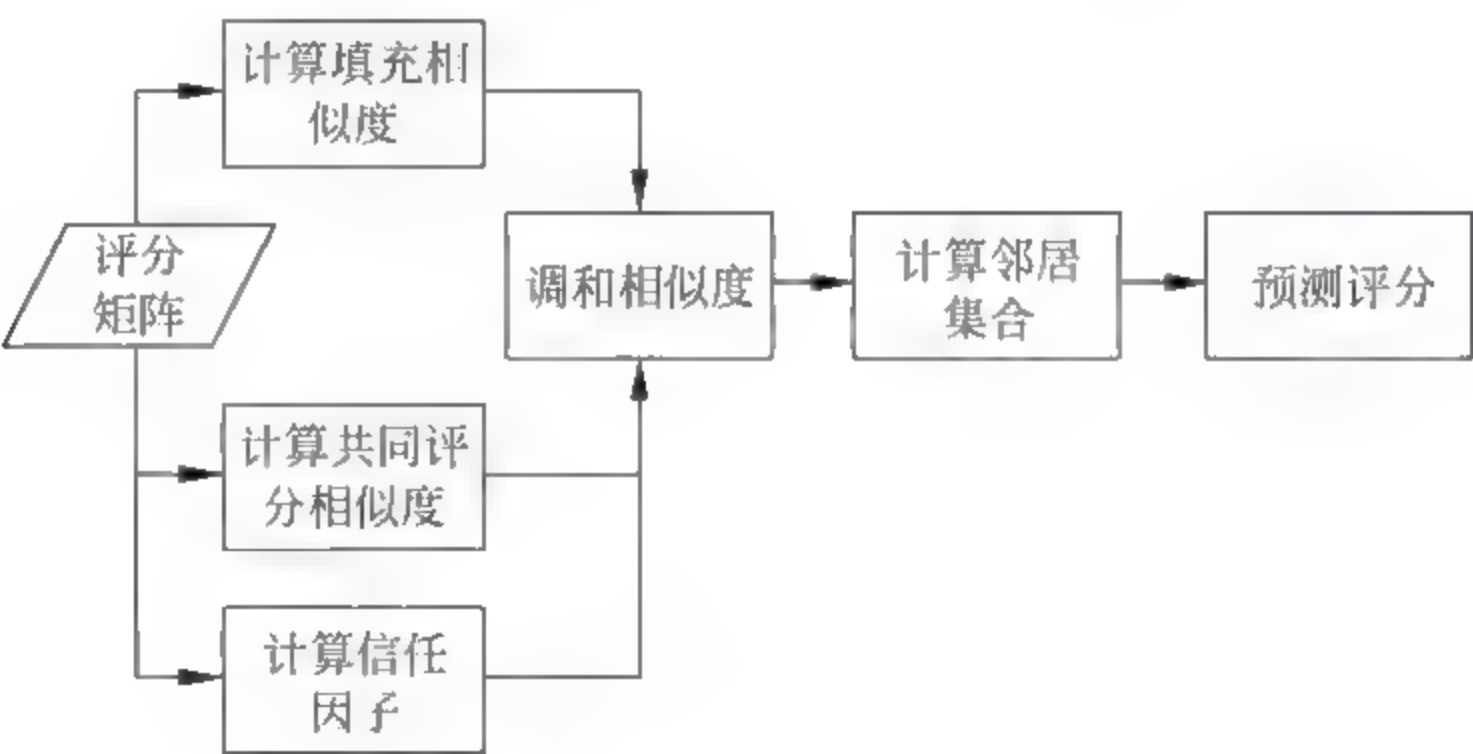 计算填充相
似度
评分
矩阵
调和相似度
计算邻居
集合
预测评分
计算共同评
分相似度
计算信任
因子